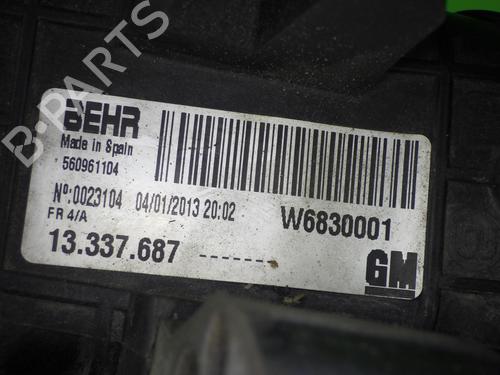 BEHR
Made in Spain
560961104
Nº:0023104 04/01/2013 20:02
FR 4/A
W6830001
13.337.687 -------
GM
B-PARTS